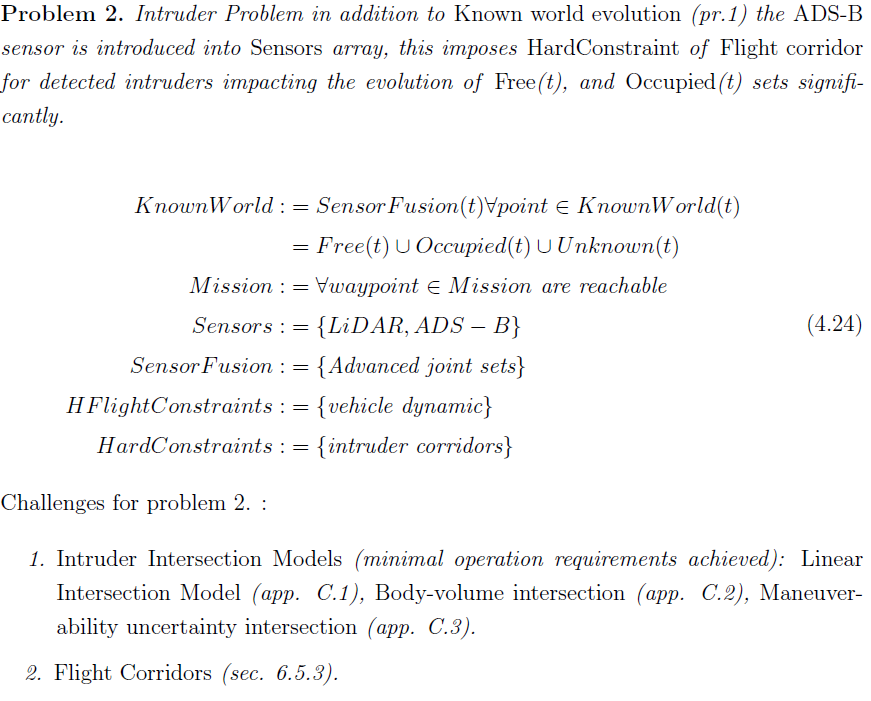 Problem 2. Intruder Problem in addition to Known world evolution (pr.1) the ADS-B
sensor is introduced into Sensors array, this imposes HardConstraint of Flight corridor
for detected intruders impacting the evolution of Free(t), and Occupied(t) sets signifi-
cantly.
KnownWorld : = SensorFusion(t)∀point ∈ KnownWorld(t)
= Free(t) ∪ Occupied(t) ∪ Unknown(t)
Mission : = ∀waypoint ∈ Mission are reachable
Sensors : = {LiDAR, ADS − B} (4.24)
SensorFusion : = {Advanced joint sets}
HFlightConstraints : = {vehicle dynamic}
HardConstraints : = {intruder corridors}
Challenges for problem 2. :
1. Intruder Intersection Models (minimal operation requirements achieved): Linear
Intersection Model (app. C.1), Body-volume intersection (app. C.2), Maneuver-
ability uncertainty intersection (app. C.3).
2. Flight Corridors (sec. 6.5.3).